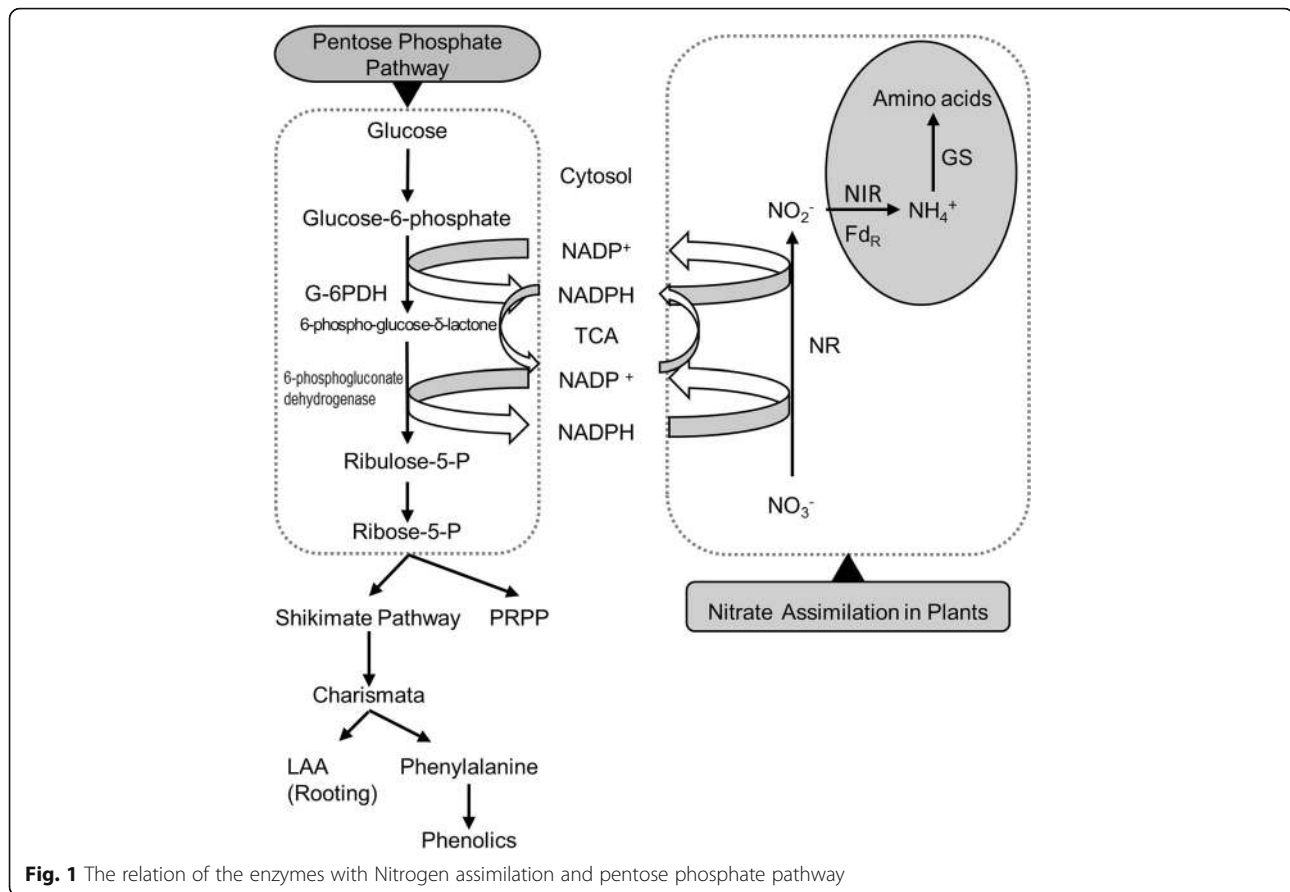 Pentose Phosphate
Pathway
Glucose
Glucose-6-phosphate
G-6PDH
6-phospho-glucose-δ-lactone
6-phosphogluconate
dehydrogenase
Ribulose-5-P
Ribose-5-P
Shikimate Pathway
PRPP
Charismata
LAA
(Rooting)
Phenylalanine
Phenolics
Cytosol
NADP⁺
NADPH
TCA
NADP ⁺
NADPH
Amino acids
GS
NO₂⁻
NIR
NH₄⁺
Fd_R
NR
NO₃⁻
Nitrate Assimilation in Plants
Fig. 1 The relation of the enzymes with Nitrogen assimilation and pentose phosphate pathway